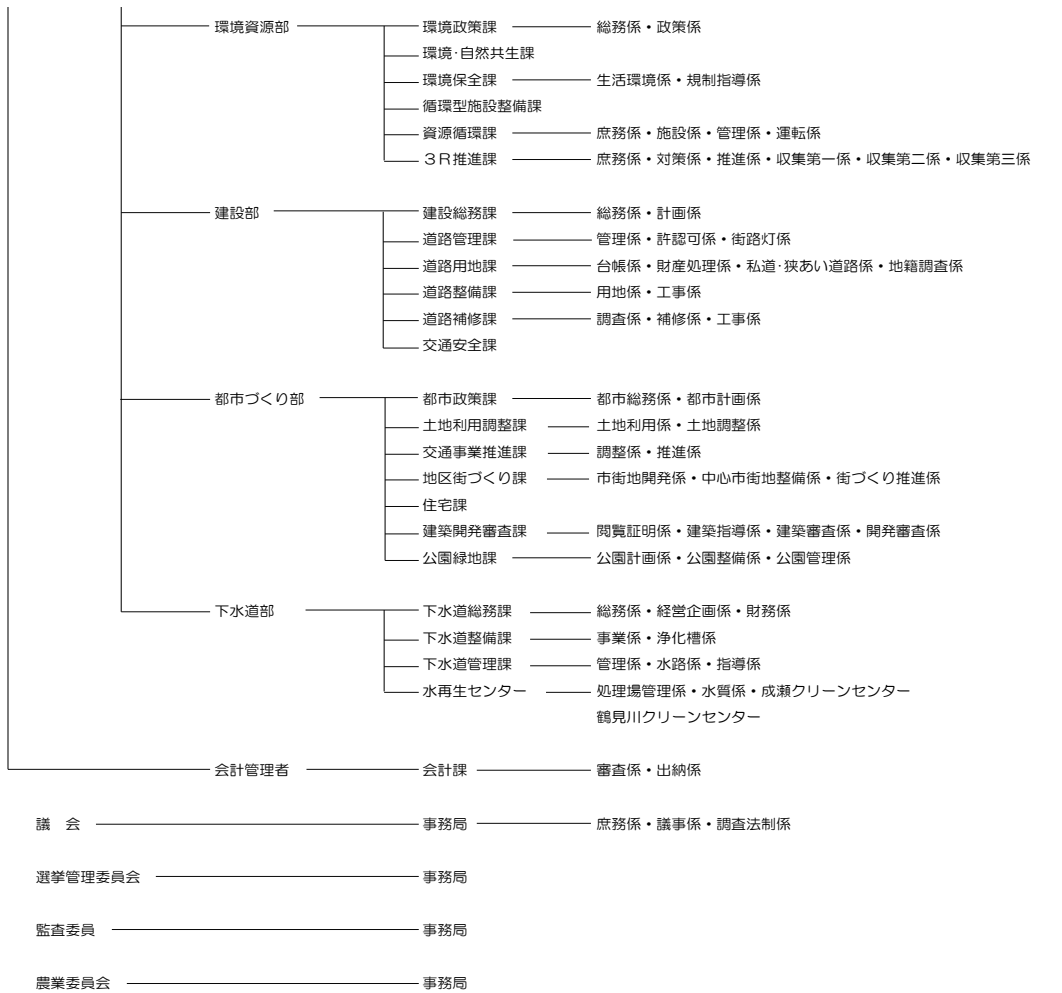 環境資源部 環境政策課 総務係・政策係
環境・自然共生課
環境保全課 生活環境係・規制指導係
循環型施設整備課
資源循環課 庶務係・施設係・管理係・運転係
３Ｒ推進課 庶務係・対策係・推進係・収集第一係・収集第二係・収集第三係
建設部 建設総務課 総務係・計画係
道路管理課 管理係・許認可係・街路灯係
道路用地課 台帳係・財産処理係・私道・狭あい道路係・地籍調査係
道路整備課 用地係・工事係
道路補修課 調査係・補修係・工事係
交通安全課
都市づくり部 都市政策課 都市総務係・都市計画係
土地利用調整課 土地利用係・土地調整係
交通事業推進課 調整係・推進係
地区街づくり課 市街地開発係・中心市街地整備係・街づくり推進係
住宅課
建築開発審査課 閲覧証明係・建築指導係・建築審査係・開発審査係
公園緑地課 公園計画係・公園整備係・公園管理係
下水道部 下水道総務課 総務係・経営企画係・財務係
下水道整備課 事業係・浄化槽係
下水道管理課 管理係・水路係・指導係
水再生センター 処理場管理係・水質係・成瀬クリーンセンター
鶴見川クリーンセンター
会計管理者 会計課 審査係・出納係
議　会 事務局 庶務係・議事係・調査法制係
選挙管理委員会 事務局
監査委員 事務局
農業委員会 事務局